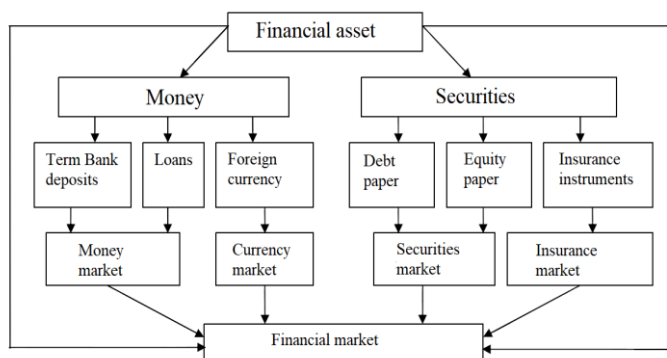 Financial asset
Money
Securities
Term Bank
deposits
Loans
Foreign
currency
Debt
paper
Equity
paper
Insurance
instruments
Money
market
Currency
market
Securities
market
Insurance
market
Financial market